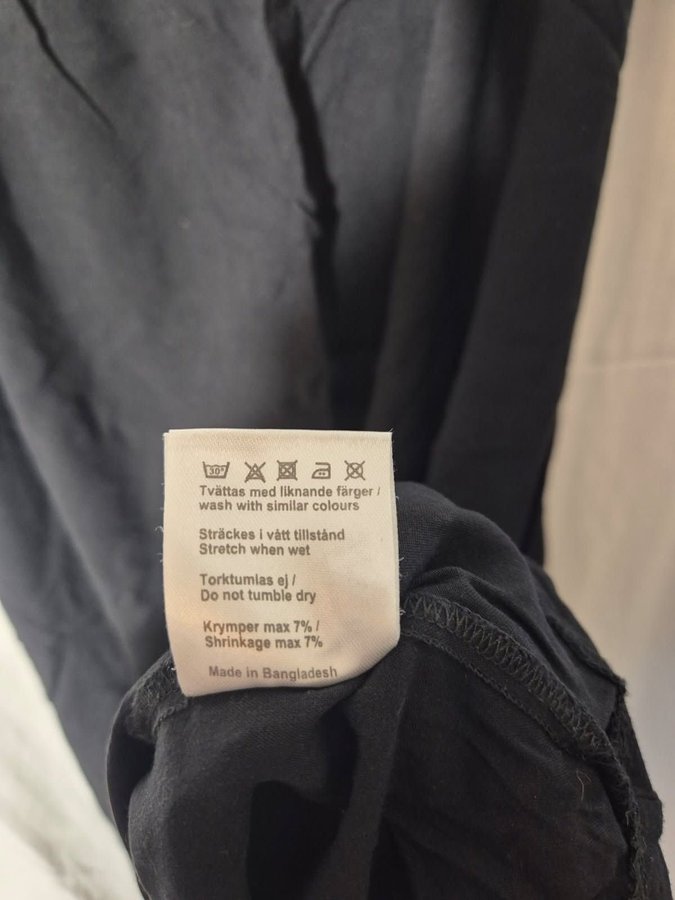 30°
Tvättas med liknande färger /
wash with similar colours
Sträckes i vått tillstånd
Stretch when wet
Torktumlas ej /
Do not tumble dry
Krymper max 7% /
Shrinkage max 7%
Made in Bangladesh